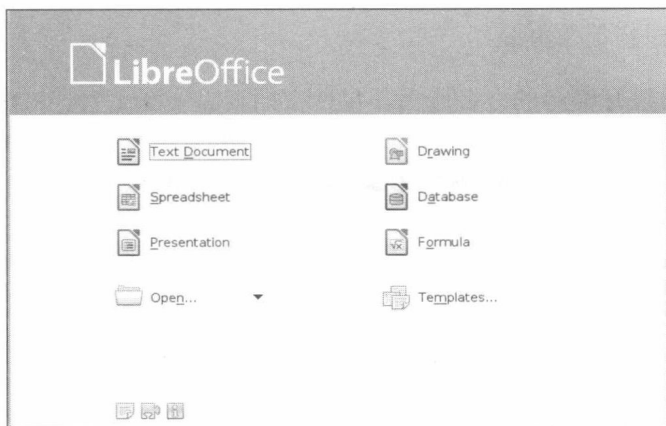 LibreOffice
Text Document
Drawing
Spreadsheet
Database
Presentation
Formula
Open...
Templates...